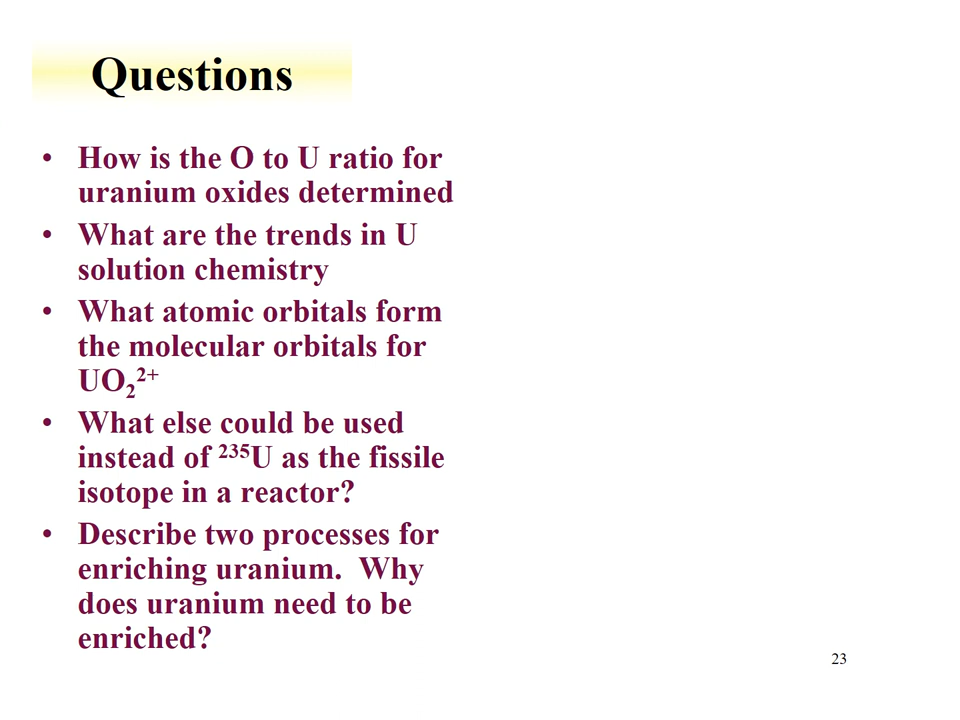 Questions
• How is the O to U ratio for
uranium oxides determined
• What are the trends in U
solution chemistry
• What atomic orbitals form
the molecular orbitals for
UO₂²⁺
• What else could be used
instead of ²³⁵U as the fissile
isotope in a reactor?
• Describe two processes for
enriching uranium.  Why
does uranium need to be
enriched?
23